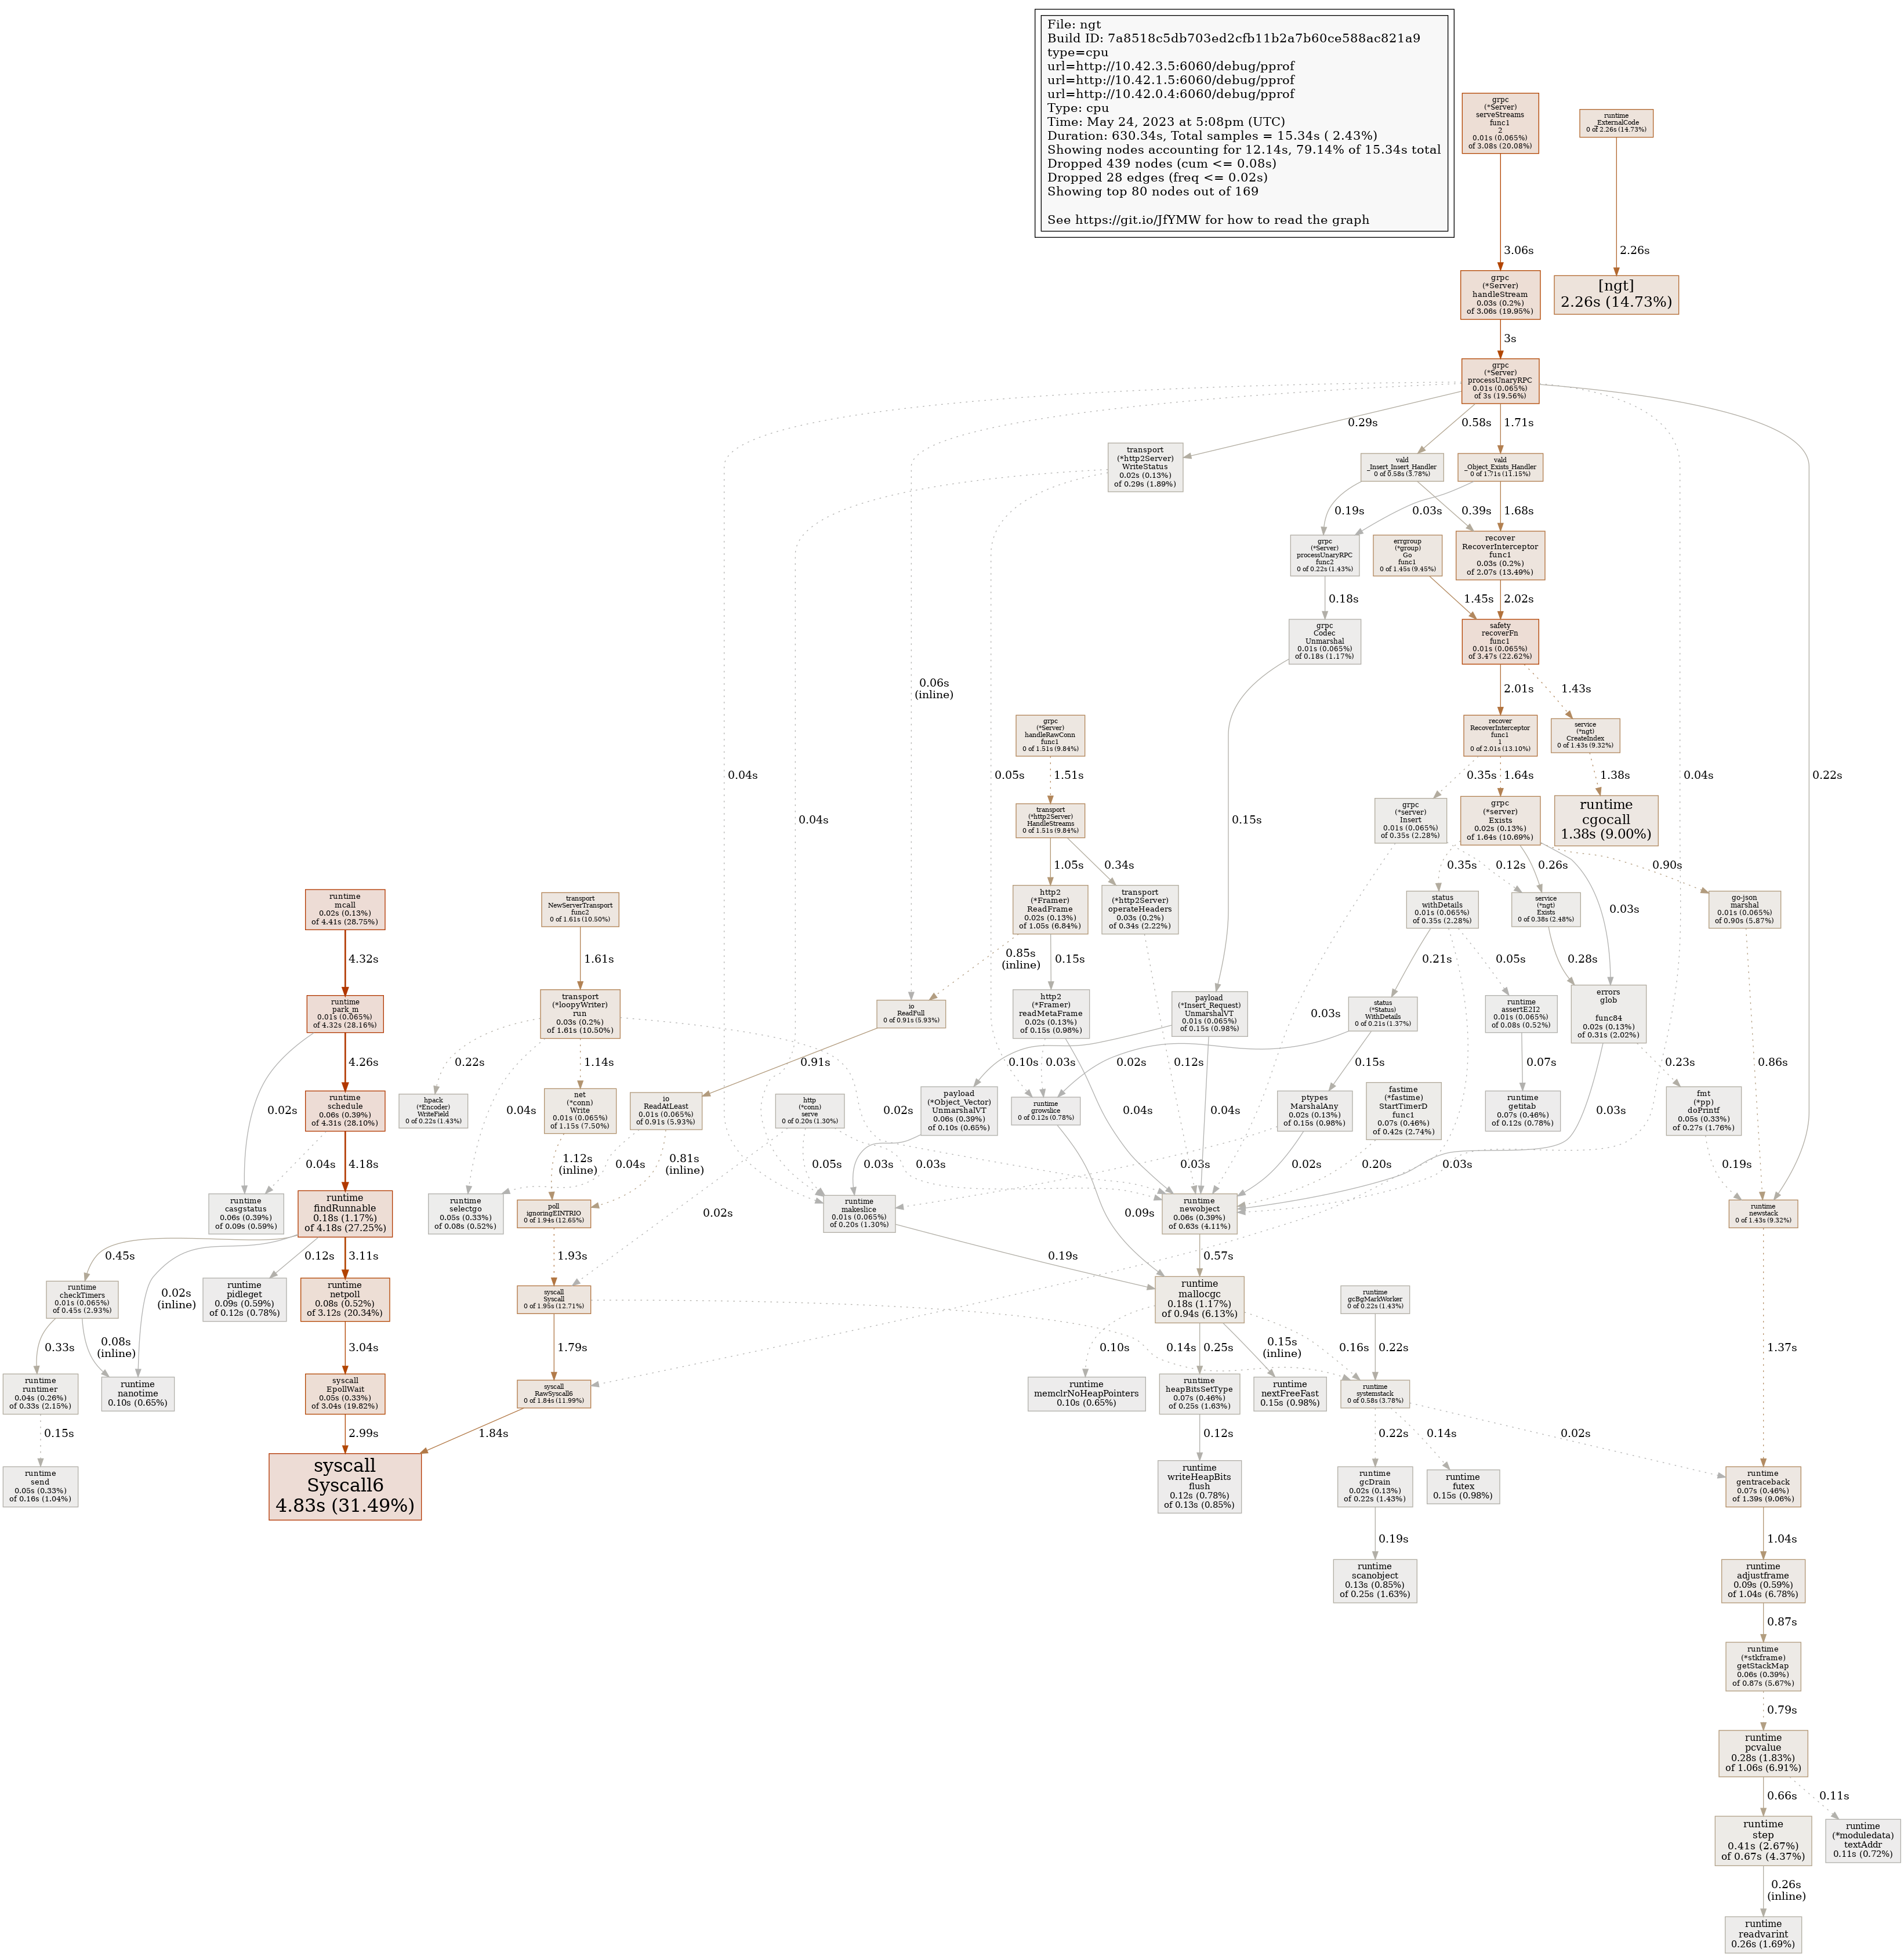 File: ngt
Build ID: 7a8518c5db703ed2cfb11b2a7b60ce588ac821a9
type=cpu
url=http://10.42.3.5:6060/debug/pprof
url=http://10.42.1.5:6060/debug/pprof
url=http://10.42.0.4:6060/debug/pprof
Type: cpu
Time: May 24, 2023 at 5:08pm (UTC)
Duration: 630.34s, Total samples = 15.34s ( 2.43%)
Showing nodes accounting for 12.14s, 79.14% of 15.34s total
Dropped 439 nodes (cum <= 0.08s)
Dropped 28 edges (freq <= 0.02s)
Showing top 80 nodes out of 169
See https://git.io/JfYMW for how to read the graph
grpc
(*Server)
serveStreams
func1
2
0.01s (0.065%)
of 3.08s (20.08%)
runtime
_ExternalCode
0 of 2.26s (14.73%)
3.06s
2.26s
grpc
(*Server)
handleStream
0.03s (0.2%)
of 3.06s (19.95%)
[ngt]
2.26s (14.73%)
3s
grpc
(*Server)
processUnaryRPC
0.01s (0.065%)
of 3s (19.56%)
0.29s
0.58s
1.71s
transport
(*http2Server)
WriteStatus
0.02s (0.13%)
of 0.29s (1.89%)
vald
_Insert_Insert_Handler
0 of 0.58s (3.78%)
vald
_Object_Exists_Handler
0 of 1.71s (11.15%)
0.19s
0.03s
0.39s
1.68s
grpc
(*Server)
processUnaryRPC
func2
0 of 0.22s (1.43%)
errgroup
(*group)
Go
func1
0 of 1.45s (9.45%)
recover
RecoverInterceptor
func1
0.03s (0.2%)
of 2.07s (13.49%)
0.18s
1.45s
2.02s
grpc
Codec
Unmarshal
0.01s (0.065%)
of 0.18s (1.17%)
safety
recoverFn
func1
0.01s (0.065%)
of 3.47s (22.62%)
0.06s
(inline)
2.01s
1.43s
grpc
(*Server)
handleRawConn
func1
0 of 1.51s (9.84%)
recover
RecoverInterceptor
func1
1
0 of 2.01s (13.10%)
service
(*ngt)
CreateIndex
0 of 1.43s (9.32%)
0.04s
0.05s
1.51s
0.35s
1.64s
1.38s
0.04s
0.22s
transport
(*http2Server)
HandleStreams
0 of 1.51s (9.84%)
grpc
(*server)
Insert
0.01s (0.065%)
of 0.35s (2.28%)
grpc
(*server)
Exists
0.02s (0.13%)
of 1.64s (10.69%)
runtime
cgocall
1.38s (9.00%)
0.04s
0.15s
1.05s
0.34s
0.35s
0.12s
0.26s
0.90s
runtime
mcall
0.02s (0.13%)
of 4.41s (28.75%)
transport
NewServerTransport
func2
0 of 1.61s (10.50%)
http2
(*Framer)
ReadFrame
0.02s (0.13%)
of 1.05s (6.84%)
transport
(*http2Server)
operateHeaders
0.03s (0.2%)
of 0.34s (2.22%)
status
withDetails
0.01s (0.065%)
of 0.35s (2.28%)
service
(*ngt)
Exists
0 of 0.38s (2.48%)
go-json
marshal
0.01s (0.065%)
of 0.90s (5.87%)
0.03s
4.32s
1.61s
0.85s
(inline)
0.15s
0.21s
0.05s
0.28s
runtime
park_m
0.01s (0.065%)
of 4.32s (28.16%)
transport
(*loopyWriter)
run
0.03s (0.2%)
of 1.61s (10.50%)
io
ReadFull
0 of 0.91s (5.93%)
http2
(*Framer)
readMetaFrame
0.02s (0.13%)
of 0.15s (0.98%)
payload
(*Insert_Request)
UnmarshalVT
0.01s (0.065%)
of 0.15s (0.98%)
status
(*Status)
WithDetails
0 of 0.21s (1.37%)
runtime
assertE2I2
0.01s (0.065%)
of 0.08s (0.52%)
errors
glob

func84
0.02s (0.13%)
of 0.31s (2.02%)
0.03s
4.26s
0.22s
1.14s
0.91s
0.10s
0.03s
0.12s
0.02s
0.15s
0.07s
0.23s
0.86s
runtime
schedule
0.06s (0.39%)
of 4.31s (28.10%)
hpack
(*Encoder)
WriteField
0 of 0.22s (1.43%)
net
(*conn)
Write
0.01s (0.065%)
of 1.15s (7.50%)
io
ReadAtLeast
0.01s (0.065%)
of 0.91s (5.93%)
http
(*conn)
serve
0 of 0.20s (1.30%)
payload
(*Object_Vector)
UnmarshalVT
0.06s (0.39%)
of 0.10s (0.65%)
runtime
growslice
0 of 0.12s (0.78%)
ptypes
MarshalAny
0.02s (0.13%)
of 0.15s (0.98%)
fastime
(*fastime)
StartTimerD
func1
0.07s (0.46%)
of 0.42s (2.74%)
runtime
getitab
0.07s (0.46%)
of 0.12s (0.78%)
fmt
(*pp)
doPrintf
0.05s (0.33%)
of 0.27s (1.76%)
0.02s
0.04s
0.02s
0.04s
0.04s
0.03s
0.04s
4.18s
1.12s
(inline)
0.04s
0.81s
(inline)
0.05s
0.03s
0.03s
0.03s
0.02s
0.20s
0.03s
0.19s
runtime
casgstatus
0.06s (0.39%)
of 0.09s (0.59%)
runtime
findRunnable
0.18s (1.17%)
of 4.18s (27.25%)
runtime
selectgo
0.05s (0.33%)
of 0.08s (0.52%)
poll
ignoringEINTRIO
0 of 1.94s (12.65%)
runtime
makeslice
0.01s (0.065%)
of 0.20s (1.30%)
runtime
newobject
0.06s (0.39%)
of 0.63s (4.11%)
runtime
newstack
0 of 1.43s (9.32%)
0.02s
0.09s
0.45s
0.12s
3.11s
1.93s
0.19s
0.57s
runtime
checkTimers
0.01s (0.065%)
of 0.45s (2.93%)
0.02s
(inline)
runtime
pidleget
0.09s (0.59%)
of 0.12s (0.78%)
runtime
netpoll
0.08s (0.52%)
of 3.12s (20.34%)
syscall
Syscall
0 of 1.95s (12.71%)
runtime
mallocgc
0.18s (1.17%)
of 0.94s (6.13%)
runtime
gcBgMarkWorker
0 of 0.22s (1.43%)
0.33s
0.08s
(inline)
3.04s
1.79s
0.10s
0.14s
0.25s
0.15s
(inline)
0.16s
0.22s
1.37s
runtime
runtimer
0.04s (0.26%)
of 0.33s (2.15%)
runtime
nanotime
0.10s (0.65%)
syscall
EpollWait
0.05s (0.33%)
of 3.04s (19.82%)
syscall
RawSyscall6
0 of 1.84s (11.99%)
runtime
memclrNoHeapPointers
0.10s (0.65%)
runtime
heapBitsSetType
0.07s (0.46%)
of 0.25s (1.63%)
runtime
nextFreeFast
0.15s (0.98%)
runtime
systemstack
0 of 0.58s (3.78%)
0.15s
2.99s
1.84s
0.12s
0.22s
0.14s
0.02s
runtime
send
0.05s (0.33%)
of 0.16s (1.04%)
syscall
Syscall6
4.83s (31.49%)
runtime
writeHeapBits
flush
0.12s (0.78%)
of 0.13s (0.85%)
runtime
gcDrain
0.02s (0.13%)
of 0.22s (1.43%)
runtime
futex
0.15s (0.98%)
runtime
gentraceback
0.07s (0.46%)
of 1.39s (9.06%)
0.19s
1.04s
runtime
scanobject
0.13s (0.85%)
of 0.25s (1.63%)
runtime
adjustframe
0.09s (0.59%)
of 1.04s (6.78%)
0.87s
runtime
(*stkframe)
getStackMap
0.06s (0.39%)
of 0.87s (5.67%)
0.79s
runtime
pcvalue
0.28s (1.83%)
of 1.06s (6.91%)
0.66s
0.11s
runtime
step
0.41s (2.67%)
of 0.67s (4.37%)
runtime
(*moduledata)
textAddr
0.11s (0.72%)
0.26s
(inline)
runtime
readvarint
0.26s (1.69%)